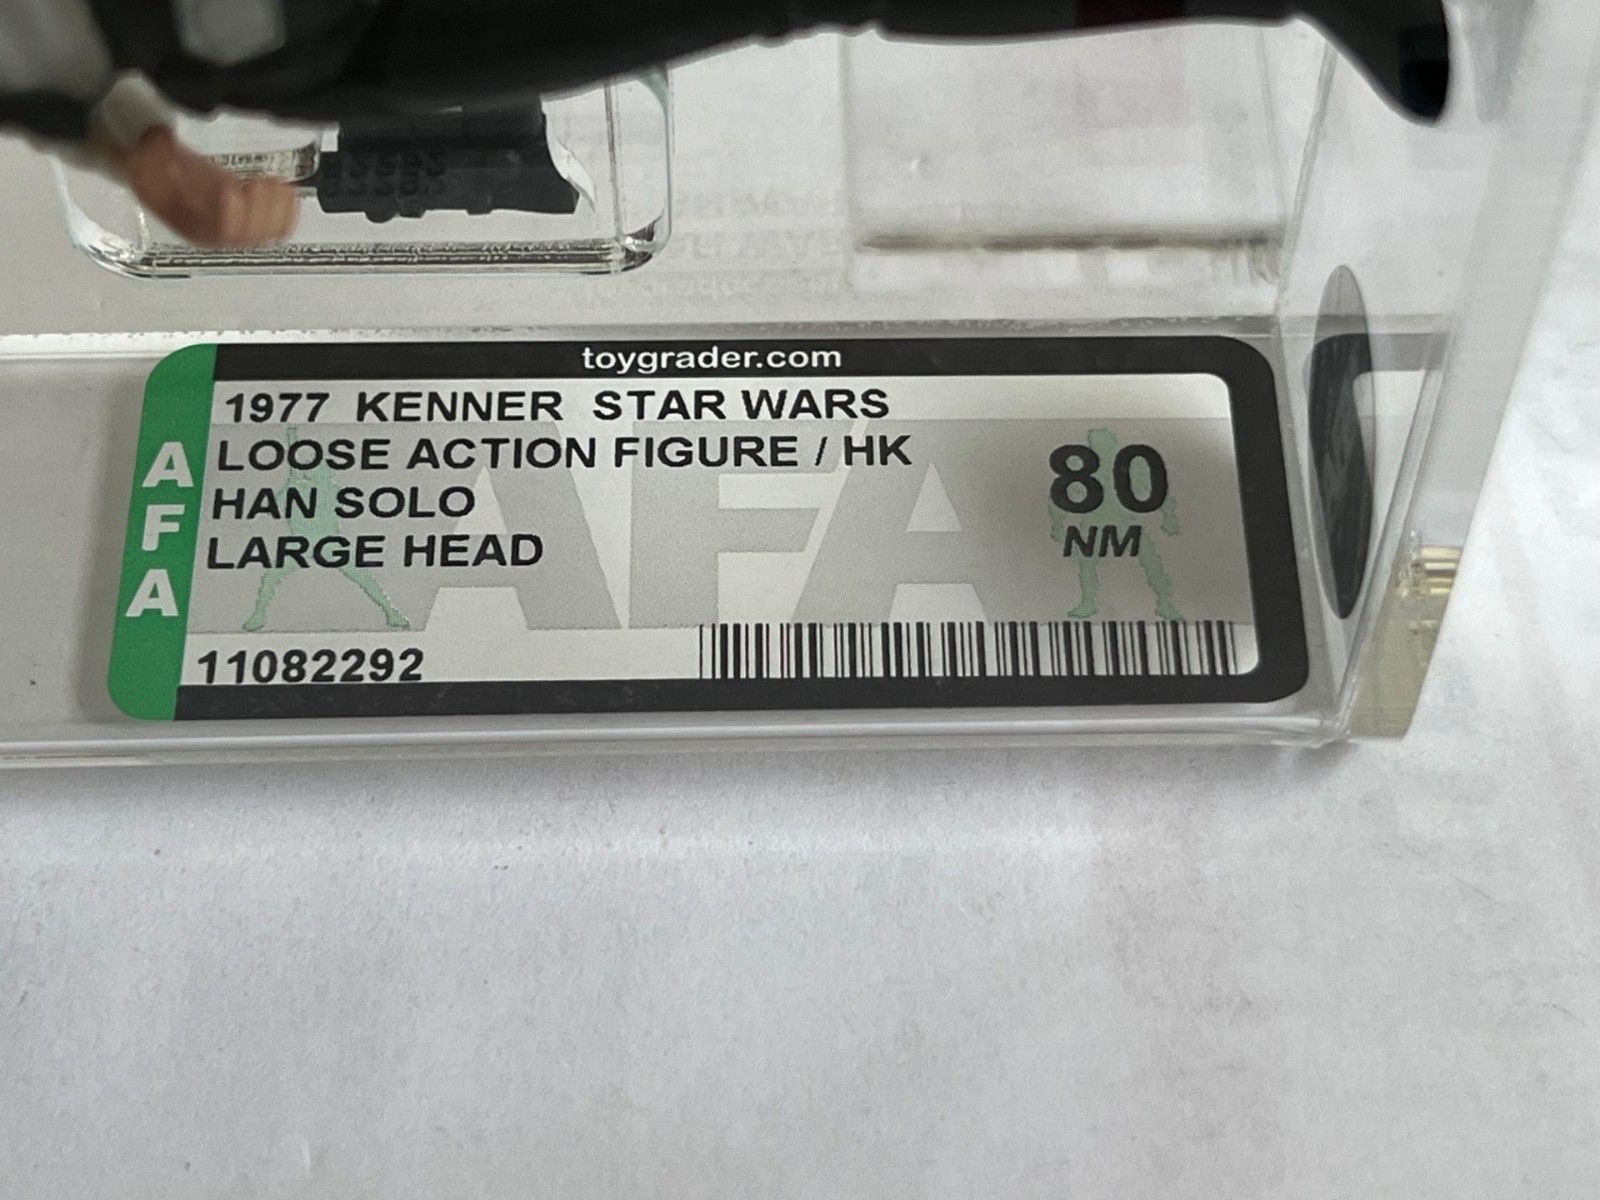 toygrader.com
1977 KENNER STAR WARS
LOOSE ACTION FIGURE / HK
HAN SOLO
LARGE HEAD
80
NM
AFA
AFA
11082292